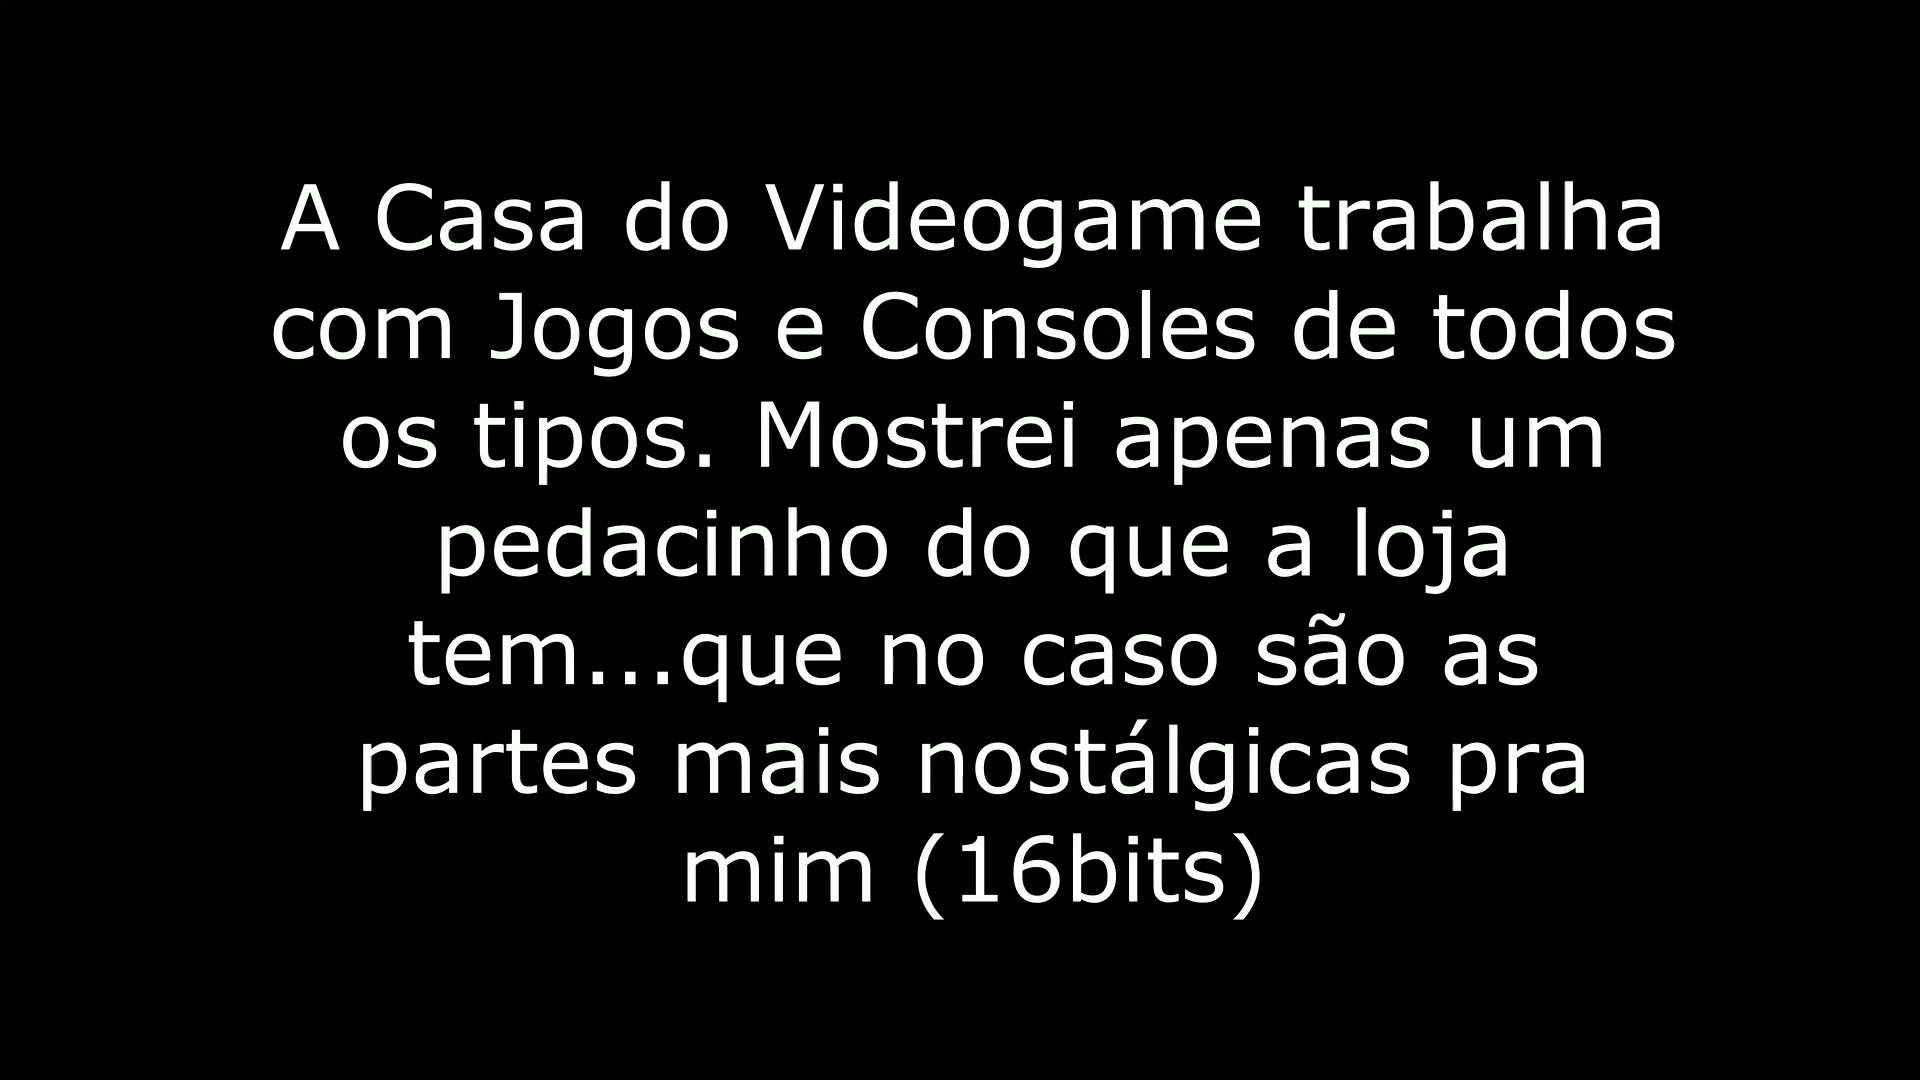 A Casa do Videogame trabalha
com Jogos e Consoles de todos
os tipos. Mostrei apenas um
pedacinho do que a loja
tem...que no caso são as
partes mais nostálgicas pra
mim (16bits)